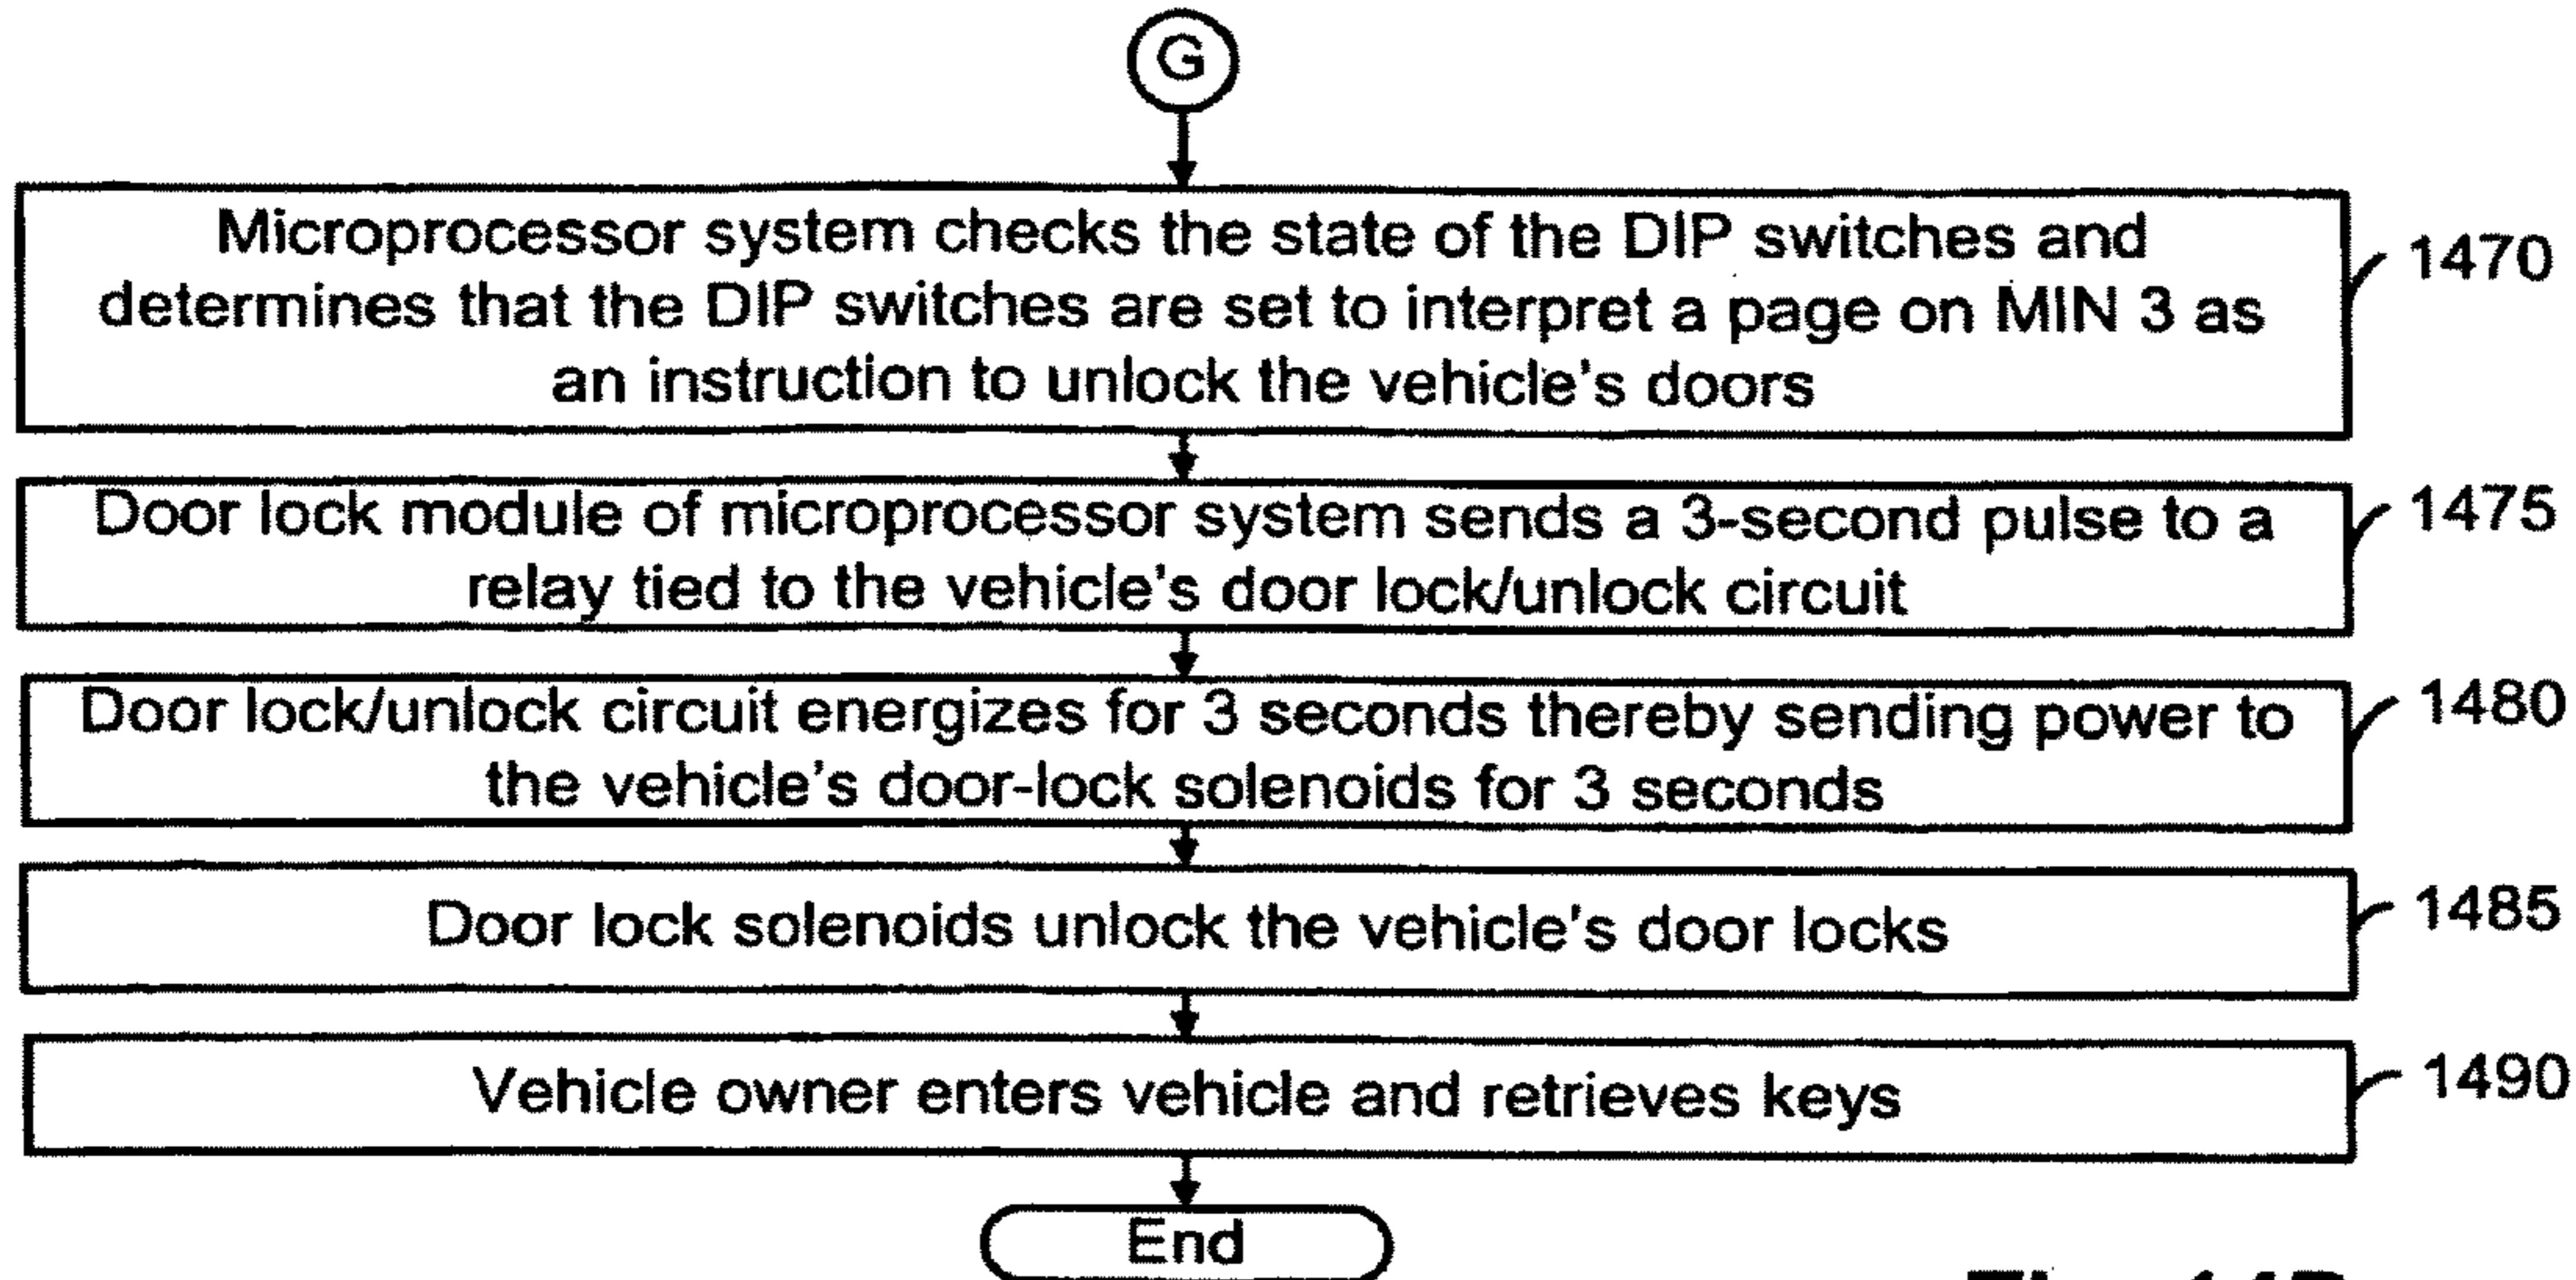 G
Microprocessor system checks the state of the DIP switches and
determines that the DIP switches are set to interpret a page on MIN 3 as
an instruction to unlock the vehicle's doors
1470
Door lock module of microprocessor system sends a 3-second pulse to a
relay tied to the vehicle's door lock/unlock circuit
1475
Door lock/unlock circuit energizes for 3 seconds thereby sending power to
the vehicle's door-lock solenoids for 3 seconds
1480
Door lock solenoids unlock the vehicle's door locks
1485
Vehicle owner enters vehicle and retrieves keys
1490
End